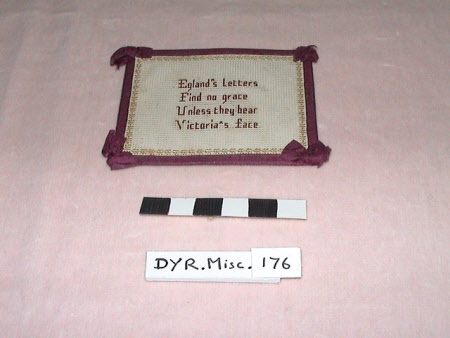 Egland's Letters
Find no grace
Unless they bear
Victoria's face
DYR.Misc. 176